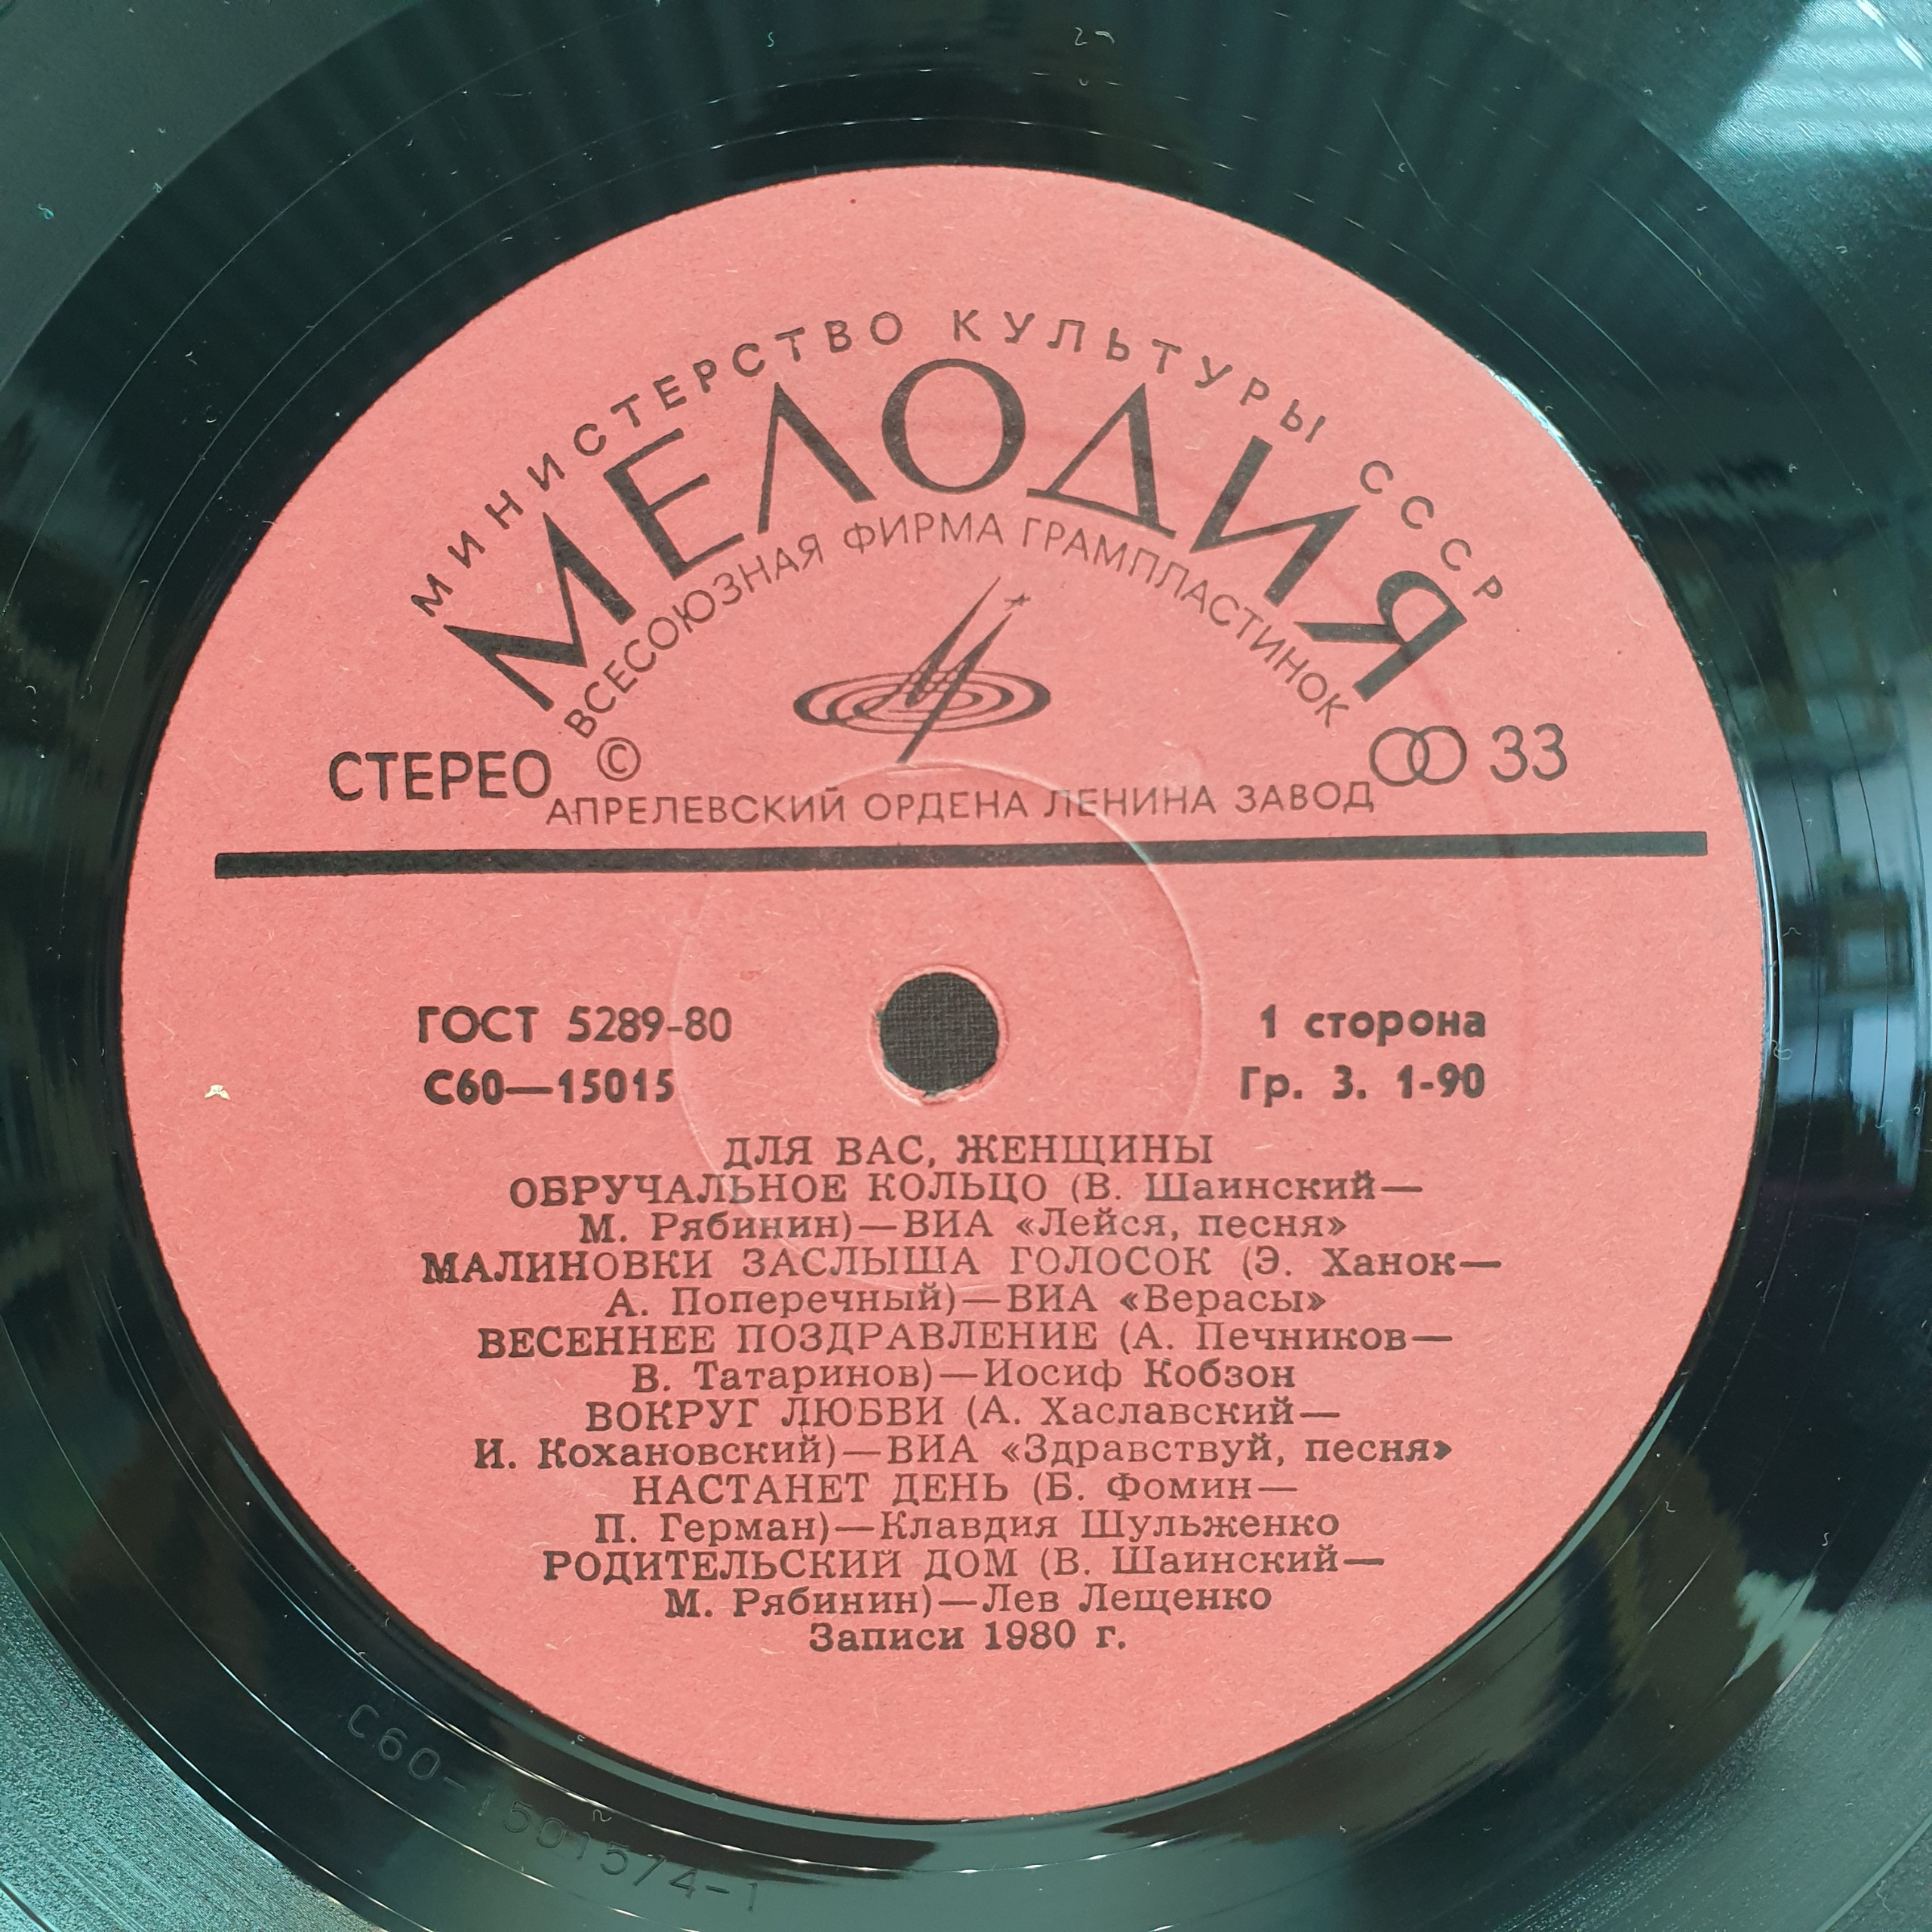 МИНИСТЕРСТВО КУЛЬТУРЫ СССР
МЕЛОДИЯ
ВСЕСОЮЗНАЯ ФИРМА ГРАМПЛАСТИНОК
СТЕРЕО © 33
АПРЕЛЕВСКИЙ ОРДЕНА ЛЕНИНА ЗАВОД
ГОСТ 5289-80 1 сторона
С60—15015 Гр. 3. 1-90
ДЛЯ ВАС, ЖЕНЩИНЫ
ОБРУЧАЛЬНОЕ КОЛЬЦО (В. Шаинский—
М. Рябинин)—ВИА «Лейся, песня»
МАЛИНОВКИ ЗАСЛЫША ГОЛОСОК (Э. Ханок—
А. Поперечный)—ВИА «Верасы»
ВЕСЕННЕЕ ПОЗДРАВЛЕНИЕ (А. Печников—
В. Татаринов)—Иосиф Кобзон
ВОКРУГ ЛЮБВИ (А. Хаславский—
И. Кохановский)—ВИА «Здравствуй, песня»
НАСТАНЕТ ДЕНЬ (Б. Фомин—
П. Герман)—Клавдия Шульженко
РОДИТЕЛЬСКИЙ ДОМ (В. Шаинский—
М. Рябинин)—Лев Лещенко
Записи 1980 г.